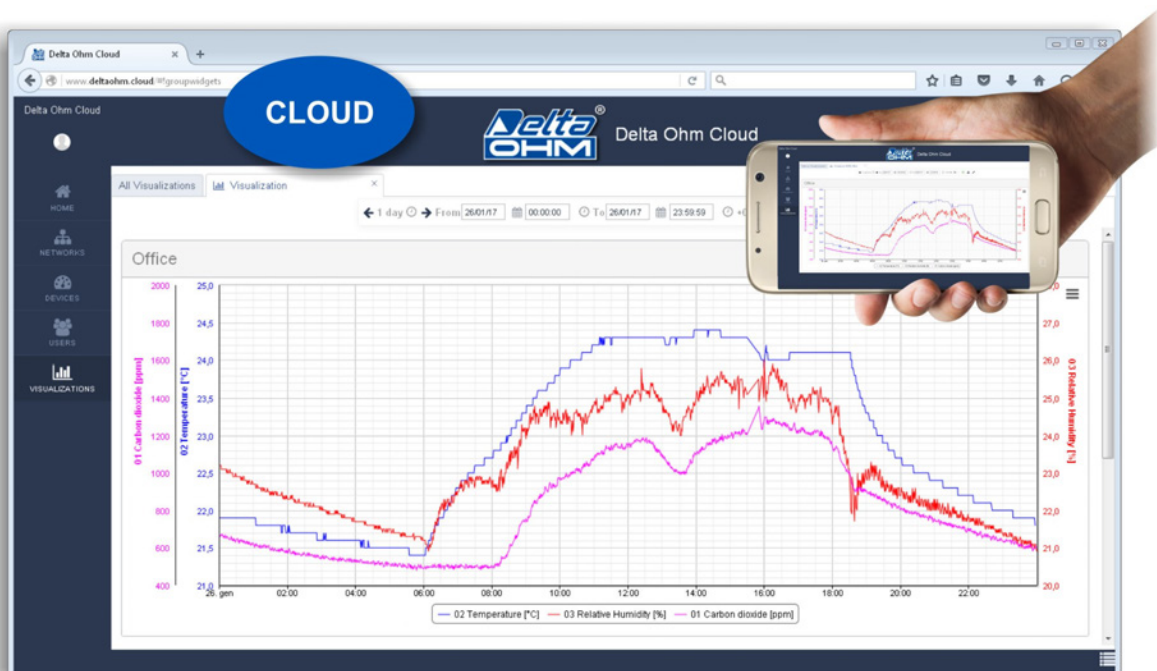 Delta Ohm Cloud
www.deltaohm.cloud/#!groupwidgets
CLOUD
Delta Ohm Cloud
Delta
OHM
®
Delta Ohm Cloud
HOME
NETWORKS
DEVICES
USERS
VISUALIZATIONS
All Visualizations
Visualization
1 day From 26/01/17 00:00:00 To 26/01/17 23:59:59
Office
01 Carbon dioxide [ppm]
2000
1800
1600
1400
1200
1000
800
600
400
02 Temperature [°C]
25,0
24,5
24,0
23,5
23,0
22,5
22,0
21,5
21,0
03 Relative Humidity [%]
27,0
26,0
25,0
24,0
23,0
22,0
21,0
20,0
26. gen 02:00 04:00 06:00 08:00 10:00 12:00 14:00 16:00 18:00 20:00 22:00
02 Temperature [°C] 03 Relative Humidity [%] 01 Carbon dioxide [ppm]
Delta
OHM
Delta Ohm Cloud
Office